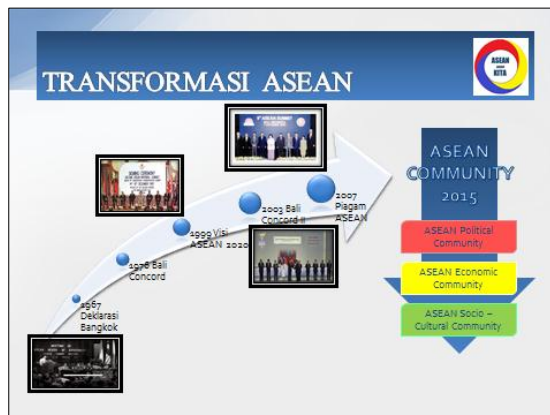 TRANSFORMASI ASEAN
ASEAN
KITA
1967
Deklarasi
Bangkok
1976 Bali
Concord
1999 Visi
ASEAN 2020
2003 Bali
Concord II
2007
Piagam
ASEAN
ASEAN
COMMUNITY
2015
ASEAN Political
Community
ASEAN Economic
Community
ASEAN Socio –
Cultural Community